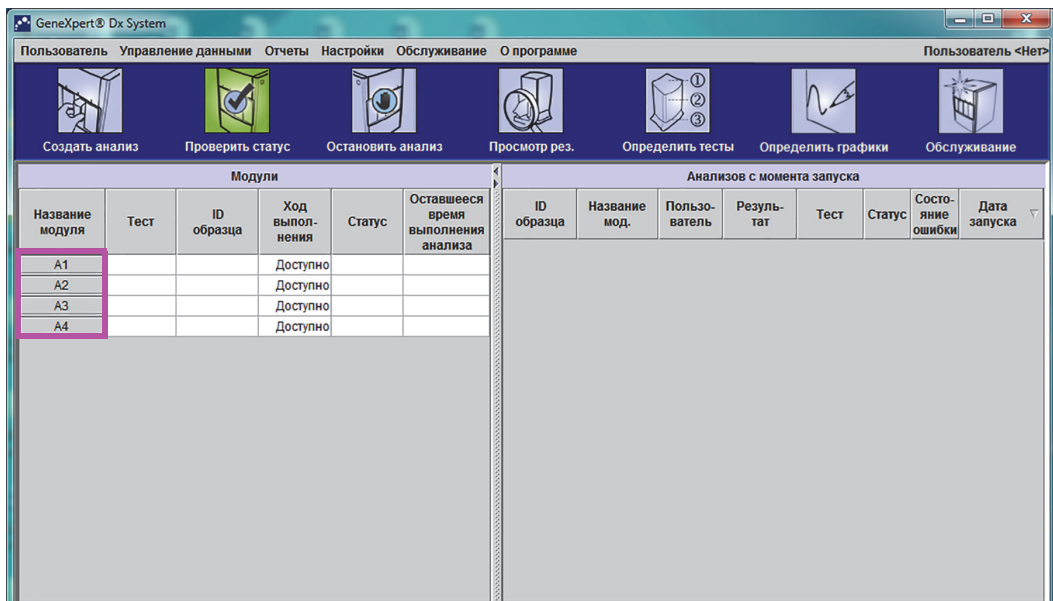 GeneXpert® Dx System
Пользователь Управление данными Отчеты Настройки Обслуживание О программе Пользователь <Нет>
①
②
③
Создать анализ Проверить статус Остановить анализ Просмотр рез. Определить тесты Определить графики Обслуживание
Модули
Название модуля Тест ID образца Ход выпол- нения Статус Оставшееся время выполнения анализа
A1 Доступно
A2 Доступно
A3 Доступно
A4 Доступно
Анализов с момента запуска
ID образца Название мод. Пользо- ватель Резуль- тат Тест Статус Состо- яние ошибки Дата запуска